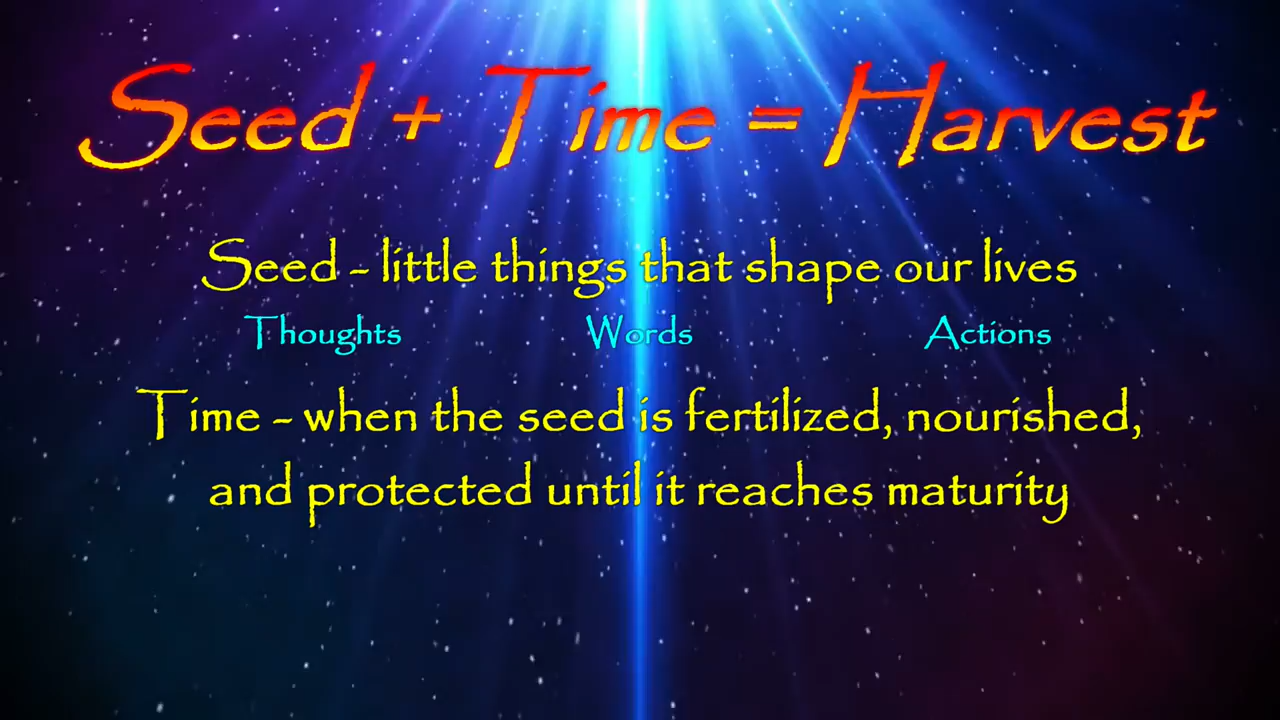 Seed + Time = Harvest
Seed - little things that shape our lives
Thoughts Words Actions
Time - when the seed is fertilized, nourished,
and protected until it reaches maturity